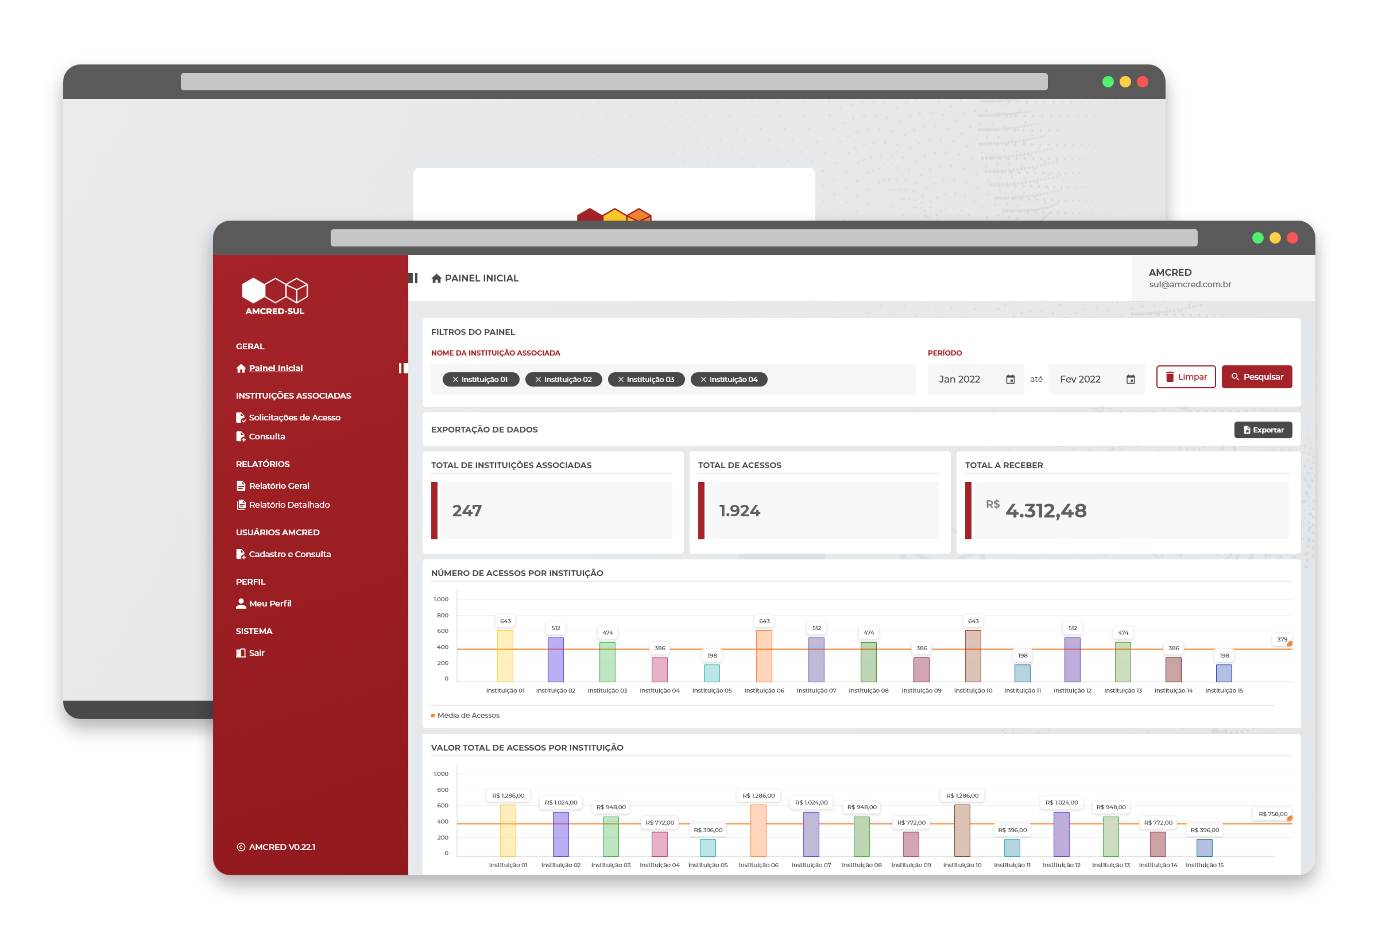 AMCRED-SUL
GERAL
Painel Inicial
INSTITUIÇÕES ASSOCIADAS
Solicitações de Acesso
Consulta
RELATÓRIOS
Relatório Geral
Relatório Detalhado
USUÁRIOS AMCRED
Cadastro e Consulta
PERFIL
Meu Perfil
SISTEMA
Sair
© AMCRED V0.22.1
PAINEL INICIAL
AMCRED
sul@amcred.com.br
FILTROS DO PAINEL
NOME DA INSTITUIÇÃO ASSOCIADA PERÍODO
Instituição 01 Instituição 02 Instituição 03 Instituição 04 Jan 2022 até Fev 2022 Limpar Pesquisar
EXPORTAÇÃO DE DADOS Exportar
TOTAL DE INSTITUIÇÕES ASSOCIADAS TOTAL DE ACESSOS TOTAL A RECEBER
247 1.924 R$ 4.312,48
NÚMERO DE ACESSOS POR INSTITUIÇÃO
1.000
800
600
400
200
0
643 512 474 386 198 643 512 474 386 643 198 512 474 386 198 379
Instituição 01 Instituição 02 Instituição 03 Instituição 04 Instituição 05 Instituição 06 Instituição 07 Instituição 08 Instituição 09 Instituição 10 Instituição 11 Instituição 12 Instituição 13 Instituição 14 Instituição 15
Média de Acessos
VALOR TOTAL DE ACESSOS POR INSTITUIÇÃO
1.000
800
600
400
200
0
R$ 1.286,00 R$ 1.024,00 R$ 948,00 R$ 772,00 R$ 396,00 R$ 1.286,00 R$ 1.024,00 R$ 948,00 R$ 772,00 R$ 1.286,00 R$ 396,00 R$ 1.024,00 R$ 948,00 R$ 772,00 R$ 396,00 R$ 758,00
Instituição 01 Instituição 02 Instituição 03 Instituição 04 Instituição 05 Instituição 06 Instituição 07 Instituição 08 Instituição 09 Instituição 10 Instituição 11 Instituição 12 Instituição 13 Instituição 14 Instituição 15